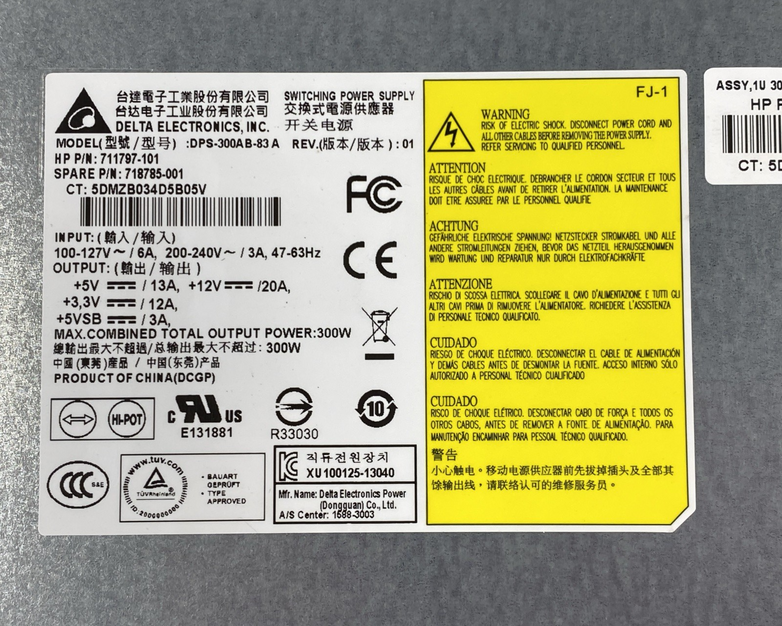 台達電子工業股份有限公司
台达电子工业股份有限公司
DELTA ELECTRONICS, INC.
SWITCHING POWER SUPPLY
交換式電源供應器
开关电源
MODEL(型號/型号) :DPS-300AB-83 A REV.(版本/版本) : 01
HP P/N: 711797-101
SPARE P/N: 718785-001
CT: 5DMZB034D5B05V
FC
CE
INPUT: (輸入/输入)
100-127V~ / 6A, 200-240V~ / 3A, 47-63Hz
OUTPUT: (輸出/输出)
+5V / 13A, +12V /20A,
+3,3V / 12A,
+5VSB / 3A,
MAX.COMBINED TOTAL OUTPUT POWER:300W
總輸出最大不超過/总输出最大不超过: 300W
中國(東莞)產品 / 中国(东莞)产品
PRODUCT OF CHINA(DCGP)
HI-POT
c RU US
E131881
R33030
10
CCC S&E
www.tuv.com
TÜVRheinland
ID:2000000000
• BAUART
GEPRÜFT
• TYPE
APPROVED
직류전원장치
XU100125-13040
Mfr. Name: Delta Electronics Power
(Dongguan) Co., Ltd.
A/S Center: 1588-3003
FJ-1
WARNING
RISK OF ELECTRIC SHOCK. DISCONNECT POWER CORD AND
ALL OTHER CABLES BEFORE REMOVING THE POWER SUPPLY.
REFER SERVICING TO QUALIFIED PERSONNEL.
ATTENTION
RISQUE DE CHOC ELECTRIQUE. DEBRANCHER LE CORDON SECTEUR ET TOUS
LES AUTRES CÂBLES AVANT DE RETIRER L'ALIMENTATION. LA MAINTENANCE
DOIT ETRE ASSUREE PAR LE PERSONNEL QUALIFIE
ACHTUNG
GEFÄHRLICHE ELEKTRISCHE SPANNUNG! NETZSTECKER STROMKABEL UND ALLE
ANDERE STROMLEITUNGEN ZIEHEN, BEVOR DAS NETZTEIL HERAUSGENOMMEN
WIRD WARTUNG UND REPARATUR NUR DURCH ELEKTROFACHKRÄFTE
ATTENZIONE
RISCHIO DI SCOSSA ELETTRICA. SCOLLEGARE IL CAVO D'ALIMENTAZIONE E TUTTI GLI
ALTRI CAVI PRIMA DI RIMUOVERE L'ALIMENTATORE. RICHIEDERE L'ASSISTENZA
DI PERSONALE TECNICO QUALIFICATO.
CUIDADO
RIESGO DE CHOQUE ELÉCTRICO. DESCONNECTAR EL CABLE DE ALIMENTACIÓN
Y DEMÁS CABLES ANTES DE DESMONTAR LA FUENTE. ACCESO INTERNO SÓLO
AUTORIZADO A PERSONAL TÉCNICO CUALIFICADO
CUIDADO
RISCO DE CHOQUE ELÉTRICO. DESCONECTAR CABO DE FORÇA E TODOS OS
OTROS CABOS, ANTES DE REMOVER A FONTE DE ALIMENTAÇÃO. PARA
MANUTENÇÃO ENCAMINHAR PARA PESSOAL TÉCNICO QUALIFICADO.
警告
小心触电。移动电源供应器前先拔掉插头及全部其
馀输出线,请联络认可的维修服务员。
ASSY,1U 30
HP
CT: 5D